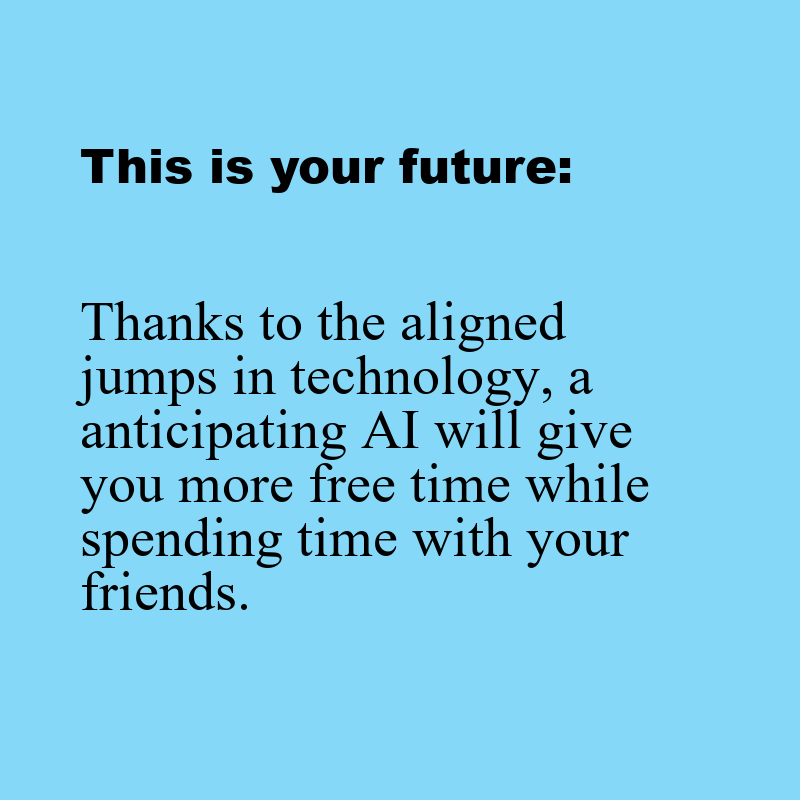 This is your future:
Thanks to the aligned
jumps in technology, a
anticipating AI will give
you more free time while
spending time with your
friends.